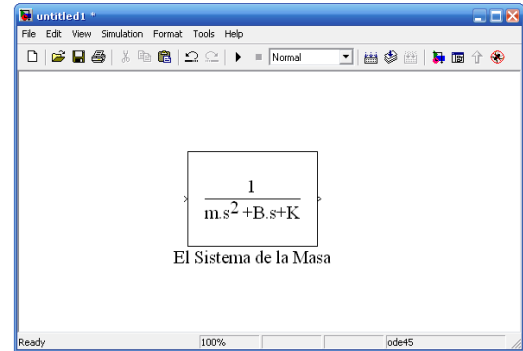 untitled1 *
File Edit View Simulation Format Tools Help
Normal
1
m.s²+B.s+K
El Sistema de la Masa
Ready 100% ode45